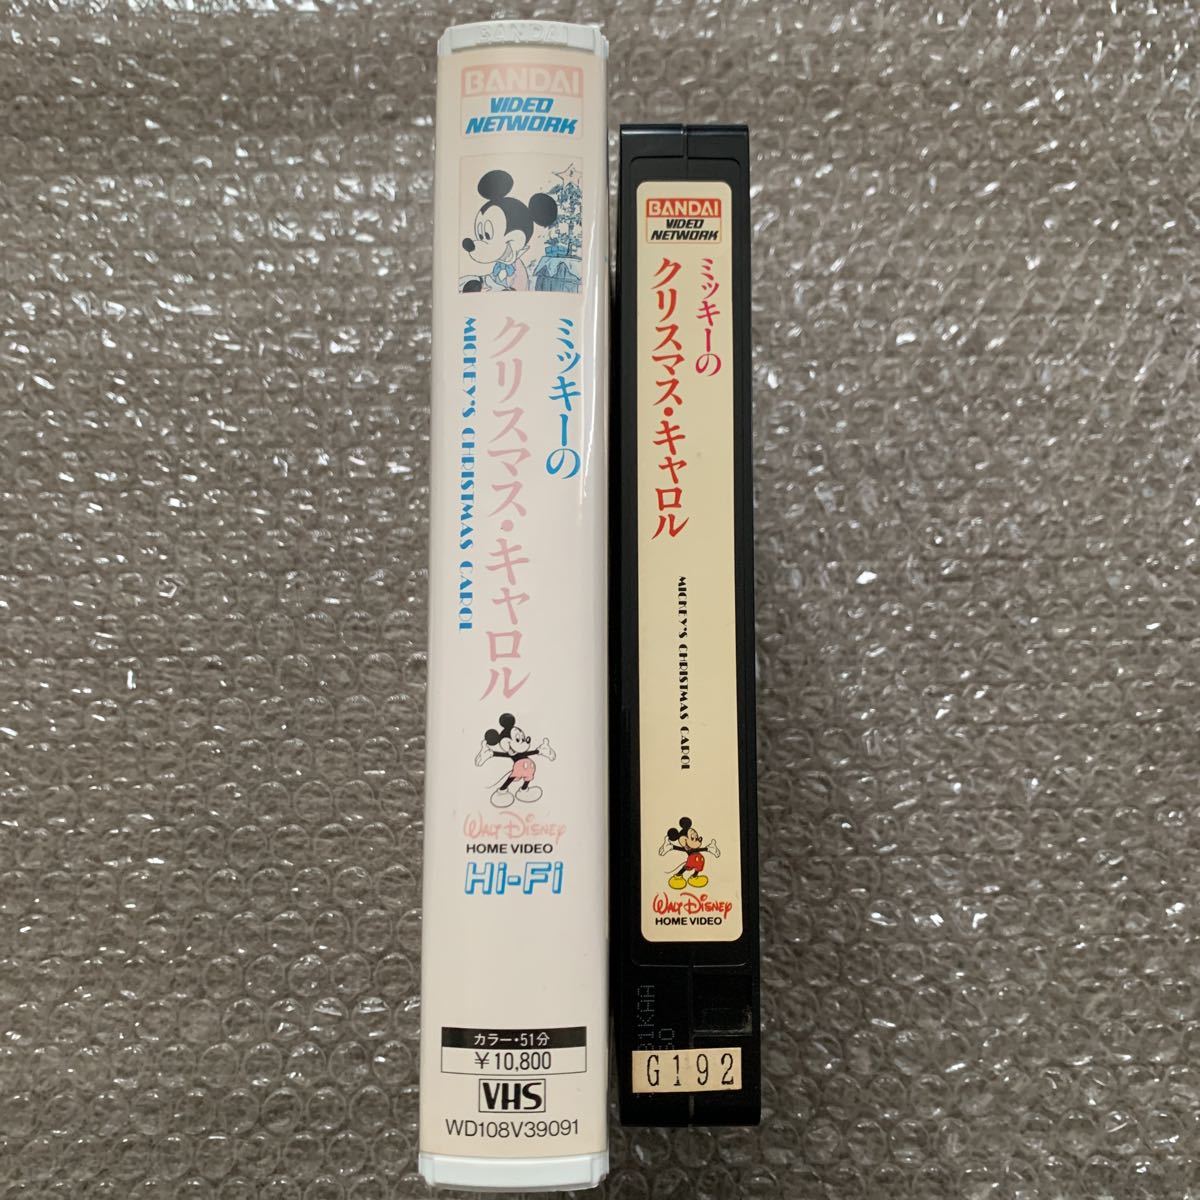 BANDAI
BANDAI
VIDEO
NETWORK
ミッキーの
クリスマス・キャロル
MICKEY'S CHRISTMAS CAROL
WALT DISNEY
HOME VIDEO
Hi-Fi
カラー・51分
¥10,800
VHS
WD108V39091
BANDAI
VIDEO
NETWORK
ミッキーの
クリスマス・キャロル
MICKEY'S CHRISTMAS CAROL
WALT DISNEY
HOME VIDEO
G192